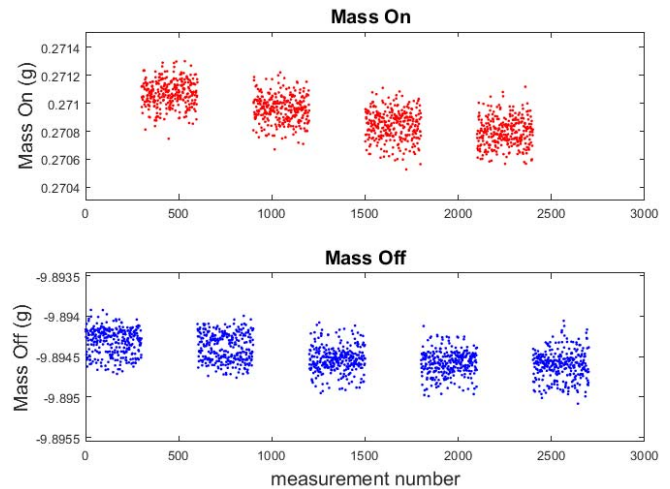 Mass On
Mass On (g)
0.2714
0.2712
0.271
0.2708
0.2706
0.2704
0 500 1000 1500 2000 2500 3000
Mass Off
Mass Off (g)
-9.8935
-9.894
-9.8945
-9.895
-9.8955
0 500 1000 1500 2000 2500 3000
measurement number